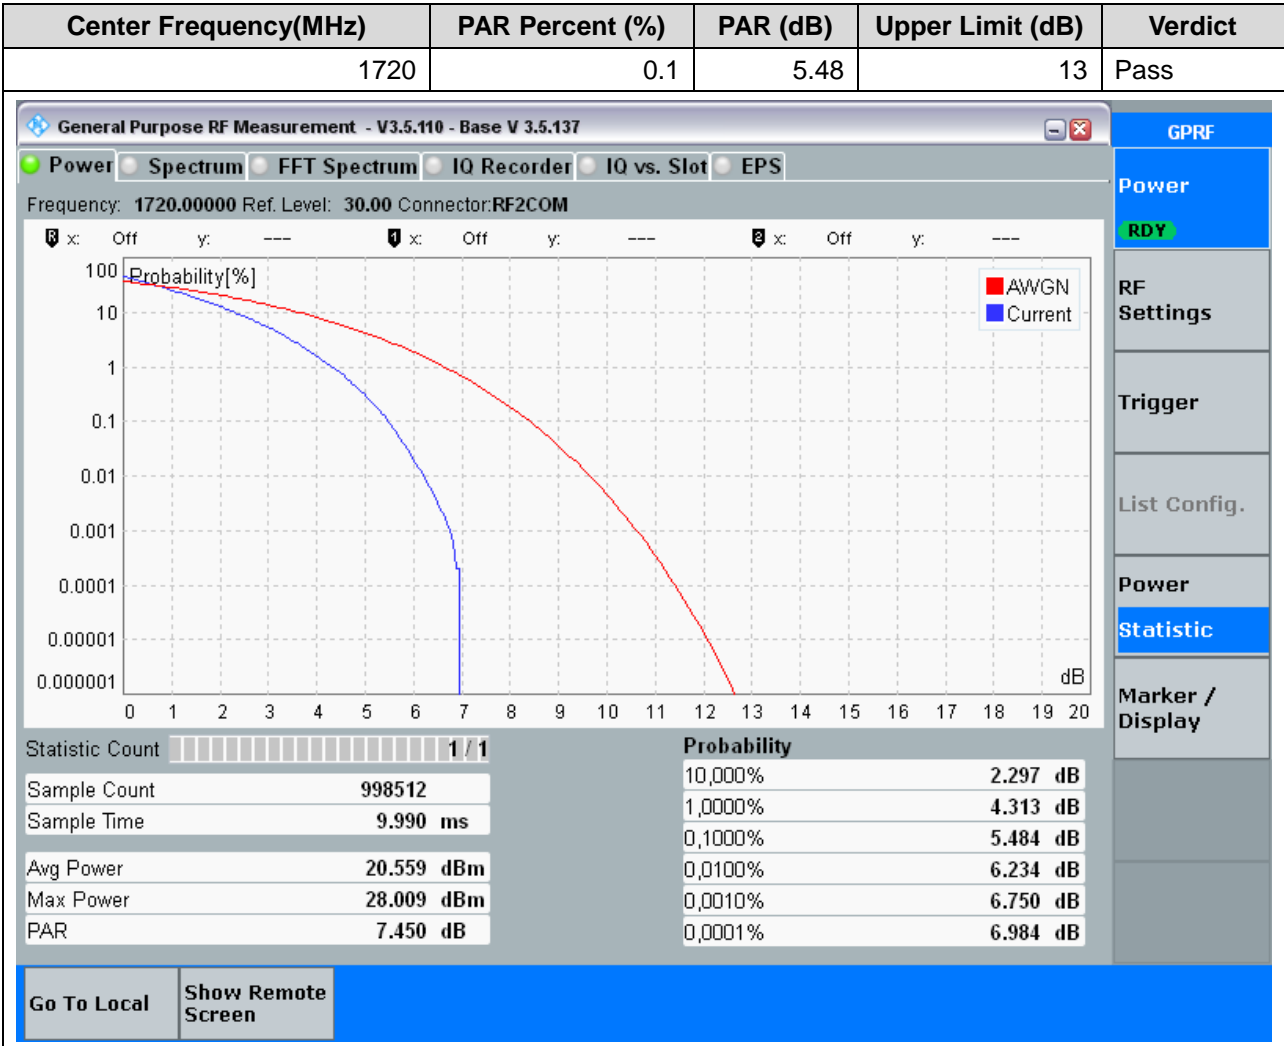 Center Frequency(MHz) PAR Percent (%) PAR (dB) Upper Limit (dB) Verdict
1720 0.1 5.48 13 Pass
General Purpose RF Measurement - V3.5.110 - Base V 3.5.137
GPRF
Power Spectrum FFT Spectrum IQ Recorder IQ vs. Slot EPS
Frequency: 1720.00000 Ref. Level: 30.00 Connector:RF2COM
R x: Off y: --- 1 x: Off y: --- 2 x: Off y: ---
Power
RDY
RF
Settings
Trigger
List Config.
Power
Statistic
Marker /
Display
100 Probability[%]
AWGN
10
Current
1
0.1
0.01
0.001
0.0001
0.00001
0.000001
dB
0 1 2 3 4 5 6 7 8 9 10 11 12 13 14 15 16 17 18 19 20
Statistic Count 1 / 1
Sample Count 998512
Sample Time 9.990 ms
Avg Power 20.559 dBm
Max Power 28.009 dBm
PAR 7.450 dB
Probability
10,000% 2.297 dB
1,0000% 4.313 dB
0,1000% 5.484 dB
0,0100% 6.234 dB
0,0010% 6.750 dB
0,0001% 6.984 dB
Go To Local
Show Remote
Screen